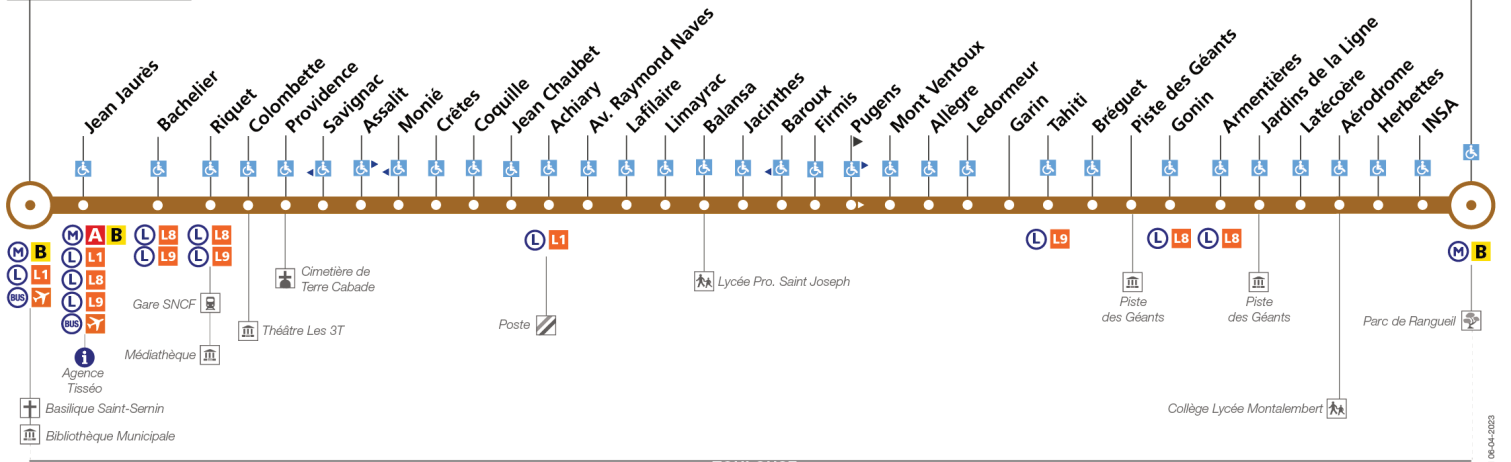 Jean Jaurès
Bachelier
Riquet
Colombette
Providence
Savignac
Assalit
Monié
Crêtes
Coquille
Jean Chaubet
Achiary
Av. Raymond Naves
Lafilaire
Limayrac
Balansa
Jacinthes
Baroux
Firmis
Pugens
Mont Ventoux
Allègre
Ledormeur
Garin
Tahiti
Bréguet
Piste des Géants
Gonin
Armentières
Jardins de la Ligne
Latécoère
Aérodrome
Herbettes
INSA
M B
L L1
BUS
M A B
L L1
L L8
L L9
BUS
i
Agence
Tisséo
L L8
L L9
L L8
L L9
L L1
L L9
L L8
L L8
M B
Gare SNCF
Médiathèque
Théâtre Les 3T
Cimetière de
Terre Cabade
Poste
Lycée Pro. Saint Joseph
Piste
des Géants
Piste
des Géants
Parc de Rangueil
Collège Lycée Montalembert
Basilique Saint-Sernin
Bibliothèque Municipale
06-04-2023